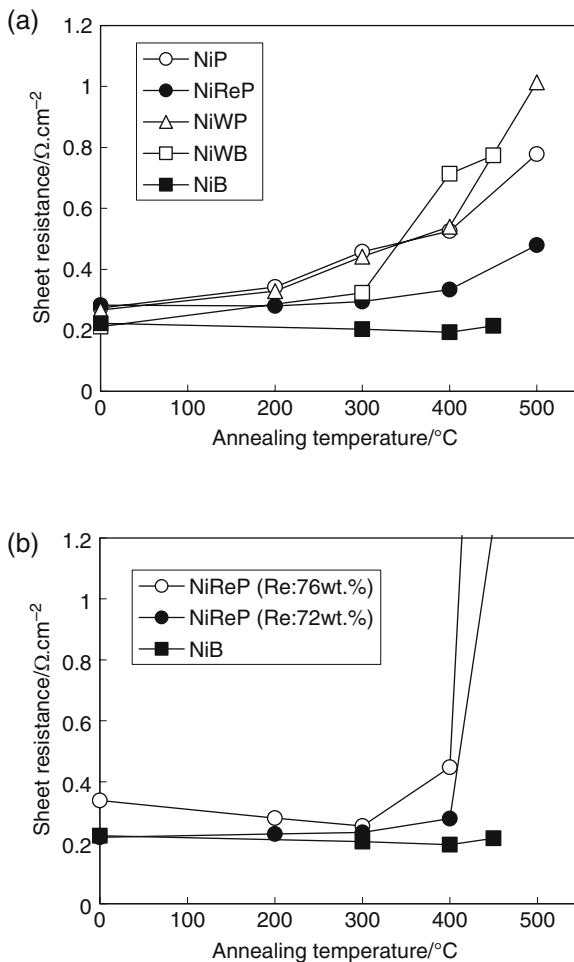 (a)
1.2
1
0.8
0.6
0.4
0.2
0
Sheet resistance/Ω.cm−2
NiP
NiReP
NiWP
NiWB
NiB
0 100 200 300 400 500
Annealing temperature/°C
(b)
1.2
1
0.8
0.6
0.4
0.2
0
Sheet resistance/Ω.cm−2
NiReP (Re:76wt.%)
NiReP (Re:72wt.%)
NiB
0 100 200 300 400 500
Annealing temperature/°C